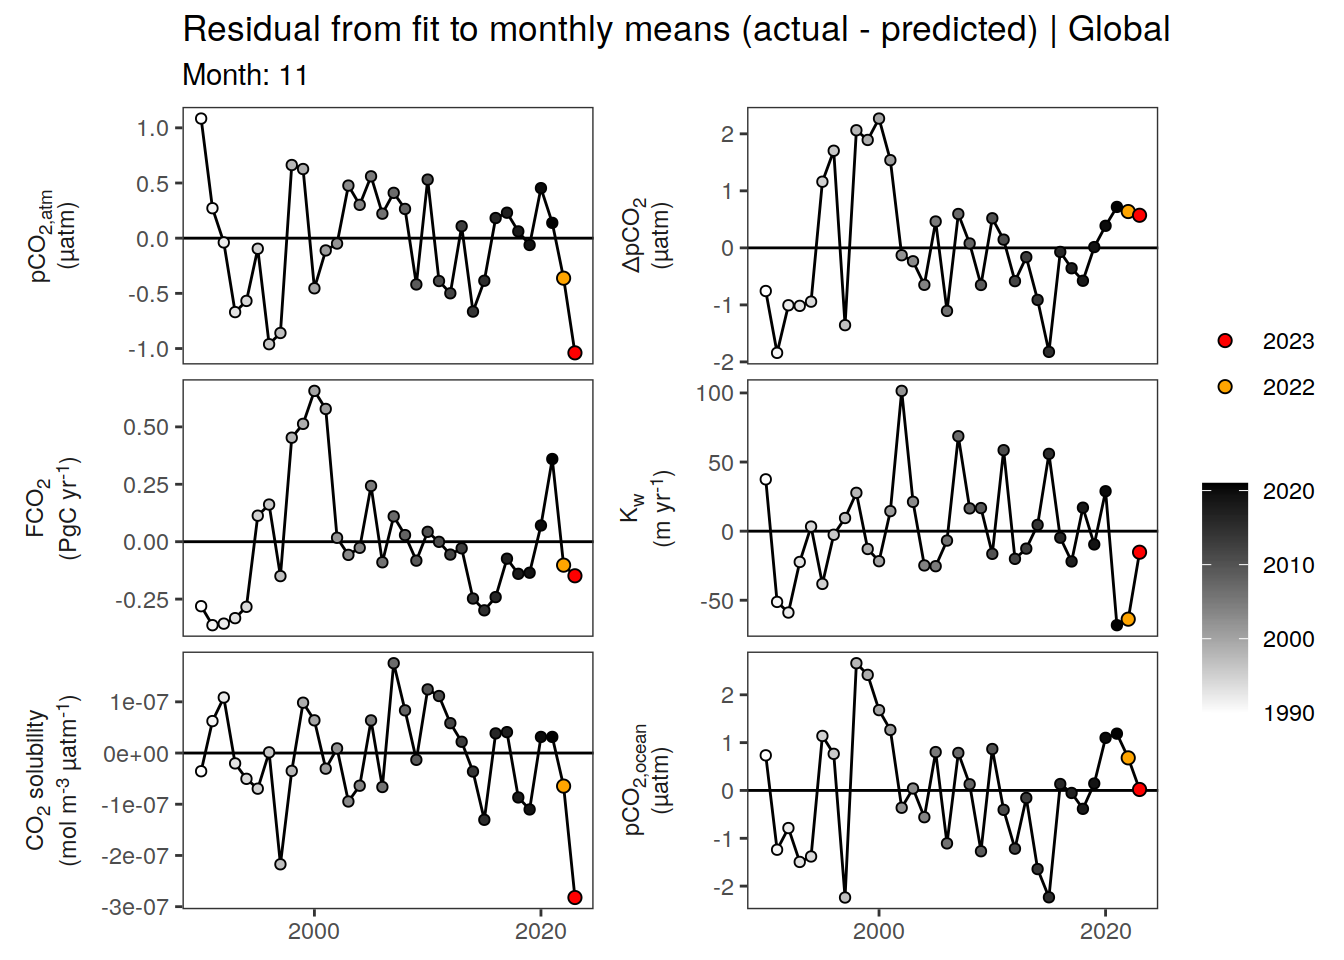 Residual from fit to monthly means (actual - predicted) | Global
Month: 11
pCO2,atm
(µatm)
1.0
0.5
0.0
-0.5
-1.0
ΔpCO2
(µatm)
2
1
0
-1
-2
FCO2
(PgC yr-1)
0.50
0.25
0.00
-0.25
Kw
(m yr-1)
100
50
0
-50
CO2 solubility
(mol m-3 µatm-1)
1e-07
0e+00
-1e-07
-2e-07
-3e-07
2000
2020
pCO2,ocean
(µatm)
2
1
0
-1
-2
2000
2020
2023
2022
2020
2010
2000
1990